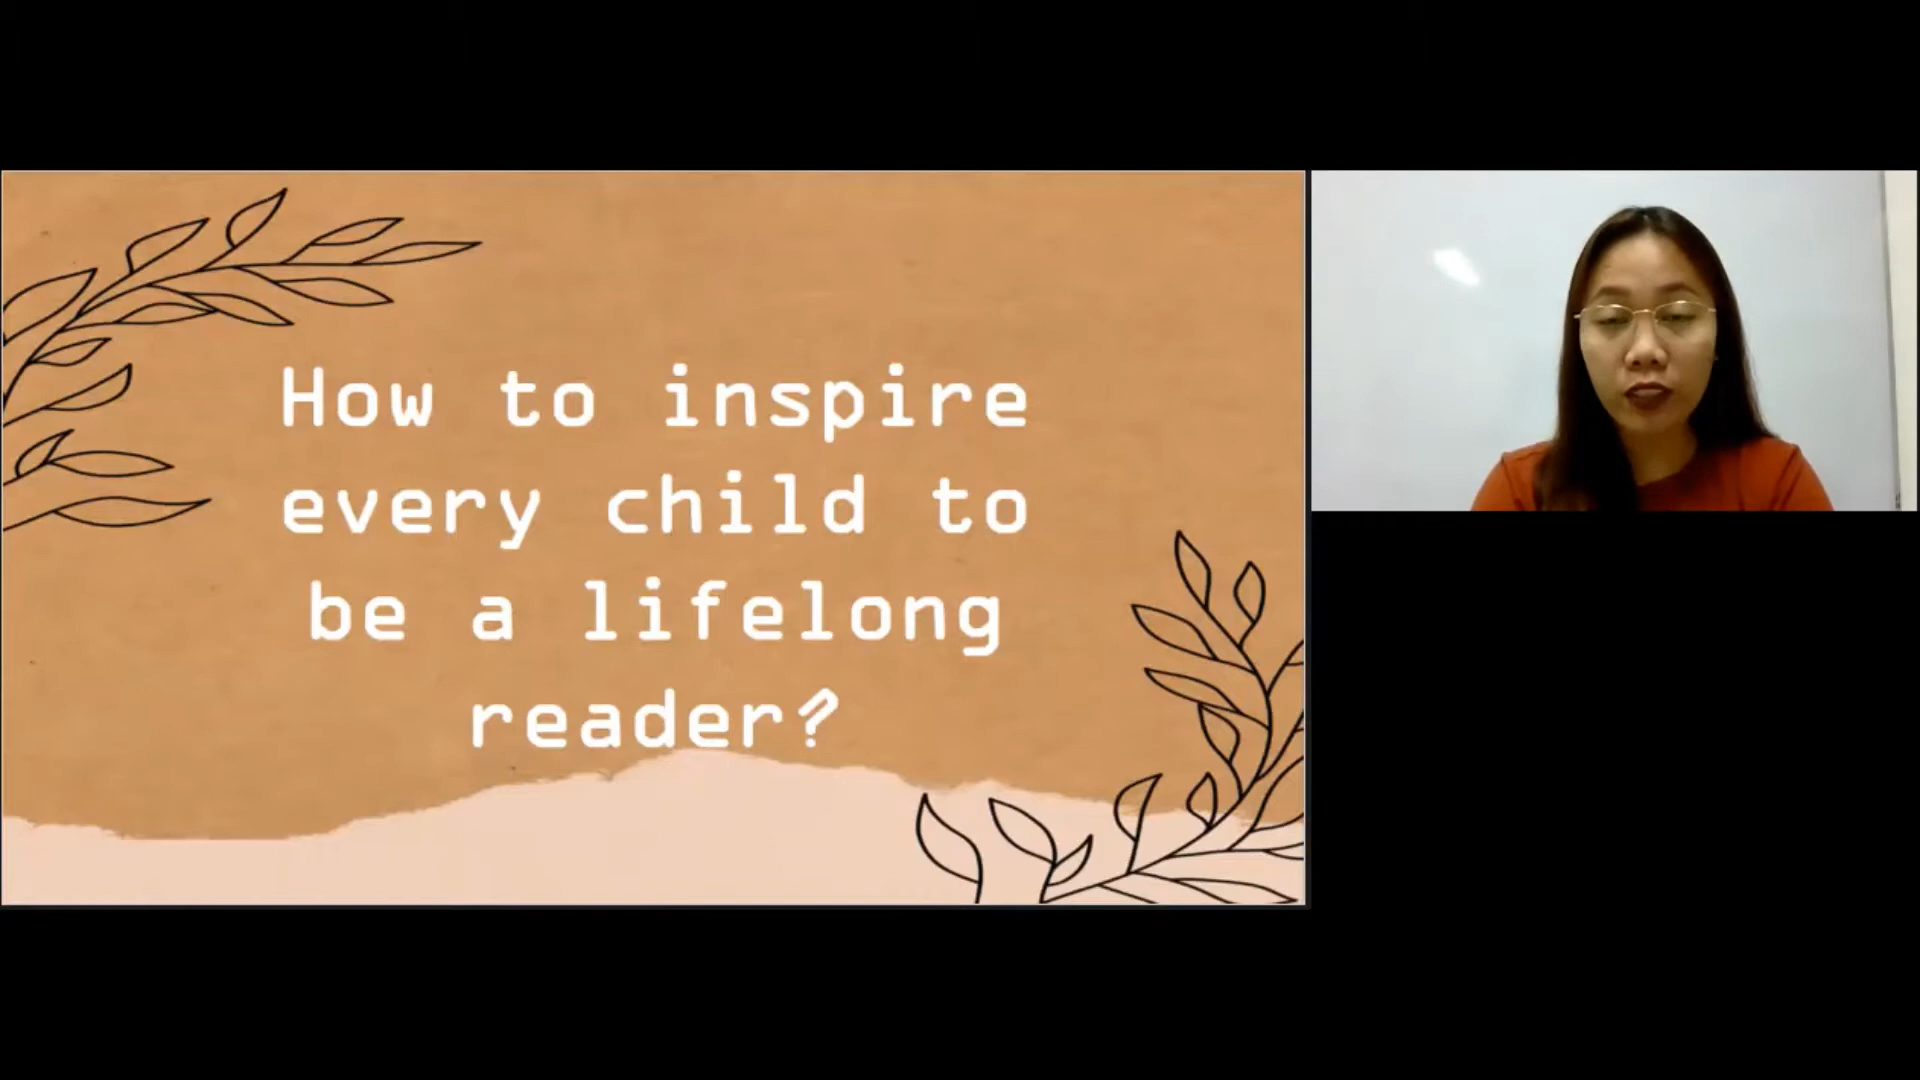 How to inspire
every child to
be a lifelong
reader?